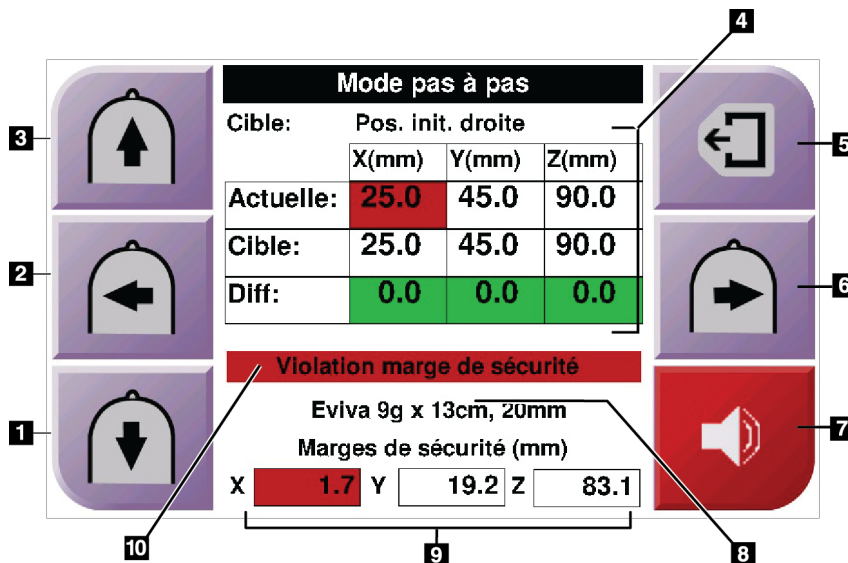 4
Mode pas à pas
Cible: Pos. init. droite
3
5
X(mm) Y(mm) Z(mm)
Actuelle: 25.0 45.0 90.0
Cible: 25.0 45.0 90.0
2
6
Diff: 0.0 0.0 0.0
Violation marge de sécurité
Eviva 9g x 13cm, 20mm
1
7
Marges de sécurité (mm)
X 1.7 Y 19.2 Z 83.1
10
9
8